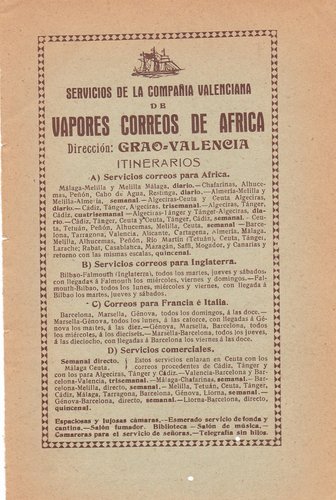 SERVICIOS DE LA COMPAÑIA VALENCIANA
DE
VAPORES CORREOS DE AFRICA
Dirección: GRAO-VALENCIA
ITINERARIOS
A) Servicios correos para Africa.
Málaga-Melilla y Melilla Málaga, diario.—Chafarinas, Alhuce-
mas, Peñón, Cabo de Agua, Restinga, diario.—Almería-Melilla y
Melilla-Almería, semanal.—Algeciras-Ceuta y Ceuta Algeciras,
diario.—Cádiz, Tánger, Algeciras, trisemanal.—Algeciras, Tánger,
Cádiz, cuatrisemanal.—Algeciras-Tánger y Tánger-Algeciras, dia-
rio.—Cádiz, Tánger, Ceuta y Ceuta, Tánger, Cádiz, semanal.—Ceu-
ta, Tetuán, Peñón, Alhucemas, Melilla, Ceuta, semanal.—Barce-
lona, Tarragona, Valencia, Alicante, Cartagena, Almería, Málaga,
Melilla, Alhucemas, Peñón, Río Martín (Tetuán), Ceuta, Tánger,
Larache, Rabat, Casablanca, Mazagán, Saffi, Mogador, y Canarias y
retorno con las mismas escalas, quincenal.
B) Servicios correo para Inglaterra.
Bilbao-Falmouth (Inglaterra), todos los martes, jueves y sábados,
con llegada a Falmouth los miércoles, viernes y domingos.—Fal-
mouth-Bilbao, todos los lunes, miércoles y viernes, con llegada á
Bilbao los martes, jueves y sábados.
C) Correos para Francia é Italia.
Barcelona, Marsella, Génova, todos los domingos, á las doce.—
Marsella-Génova, todos los lunes, á las catorce, con llegadas á Gé-
nova los martes, á las diez.—Génova, Marsella, Barcelona, todos
los miércoles, á las dieciseis.—Marsella-Barcelona, todos los jueves,
á las dieciocho, con llegada á Barcelona los viernes á las doce.
D) Servicios comerciales.
Semanal directo. Estos servicios enlazan en Ceuta con los
Málaga Ceuta. correos procedentes de Cádiz, Tánger y
y con los para Algeciras, Tánger y Cádiz.—Valencia-Barcelona y Bar-
celona-Valencia, trisemanal.—Málaga-Chafarinas, semanal.—Bar-
celona-Melilla, directo, semanal.—Melilla, Tetuán, Ceuta, Tánger,
Cádiz, Málaga, Tarragona, Barcelona, Génova, Liorna, semanal.—
Génova-Barcelona, directo, semanal.—Liorna-Barcelona, directo,
quincenal.
Espaciosas y lujosas cámaras.—Esmerado servicio de fonda y
cantina.—Salón fumador. Biblioteca—Salón de música.—
Camareras para el servicio de señoras.—Telegrafía sin hilos.